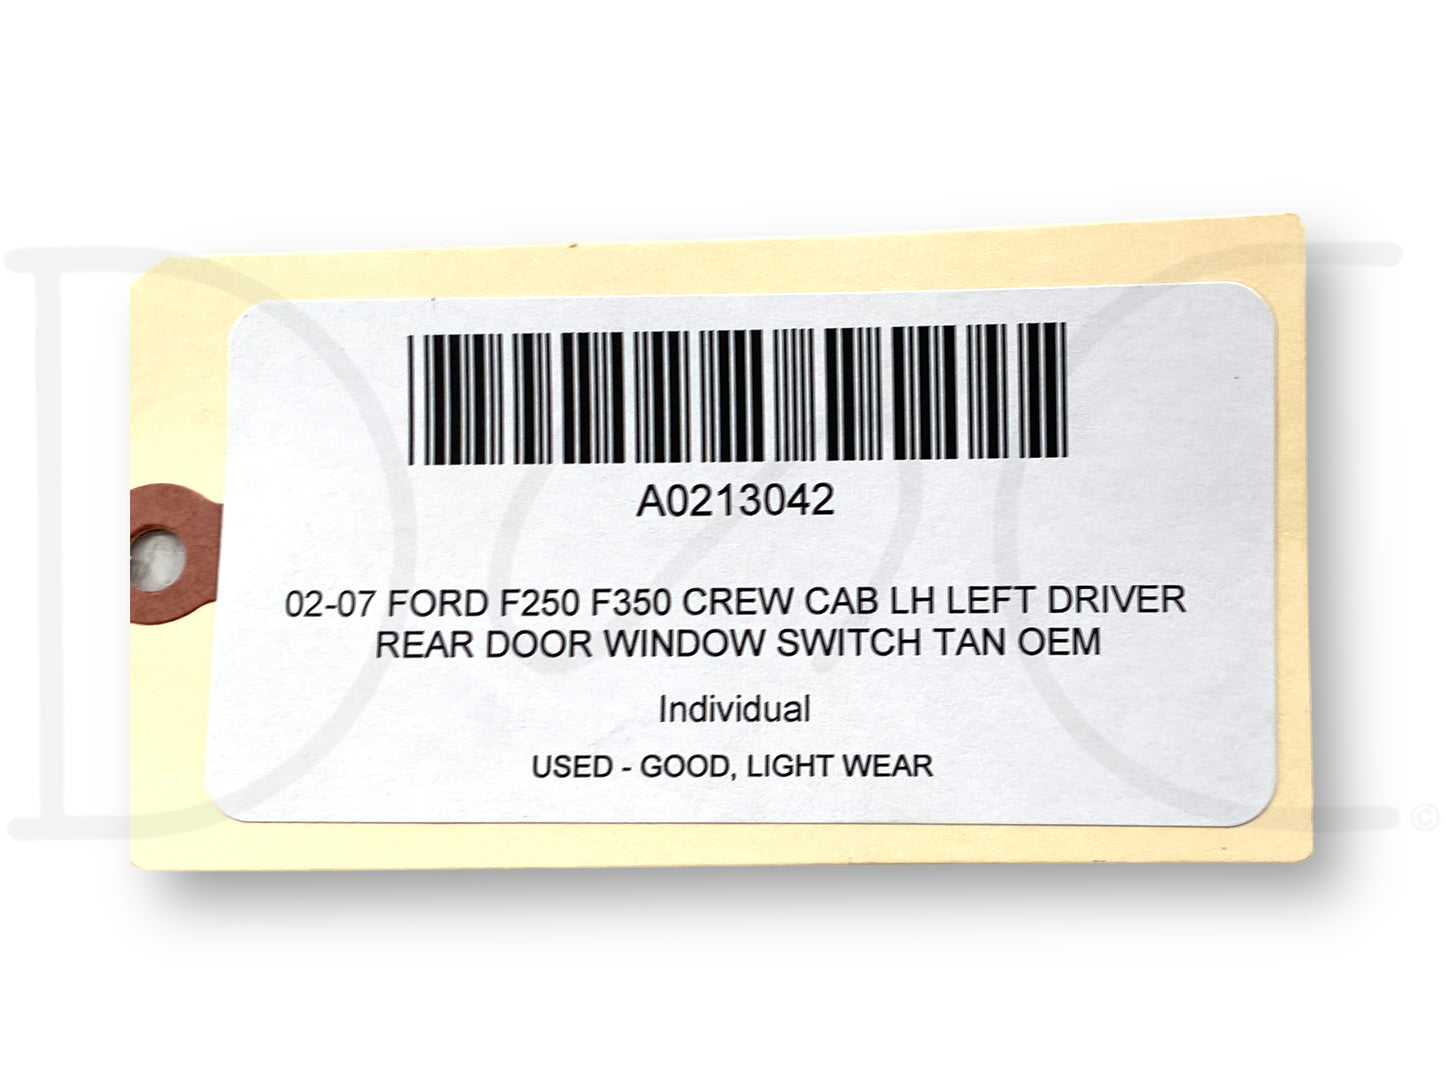 A0213042
02-07 FORD F250 F350 CREW CAB LH LEFT DRIVER
REAR DOOR WINDOW SWITCH TAN OEM
Individual
USED - GOOD, LIGHT WEAR
©